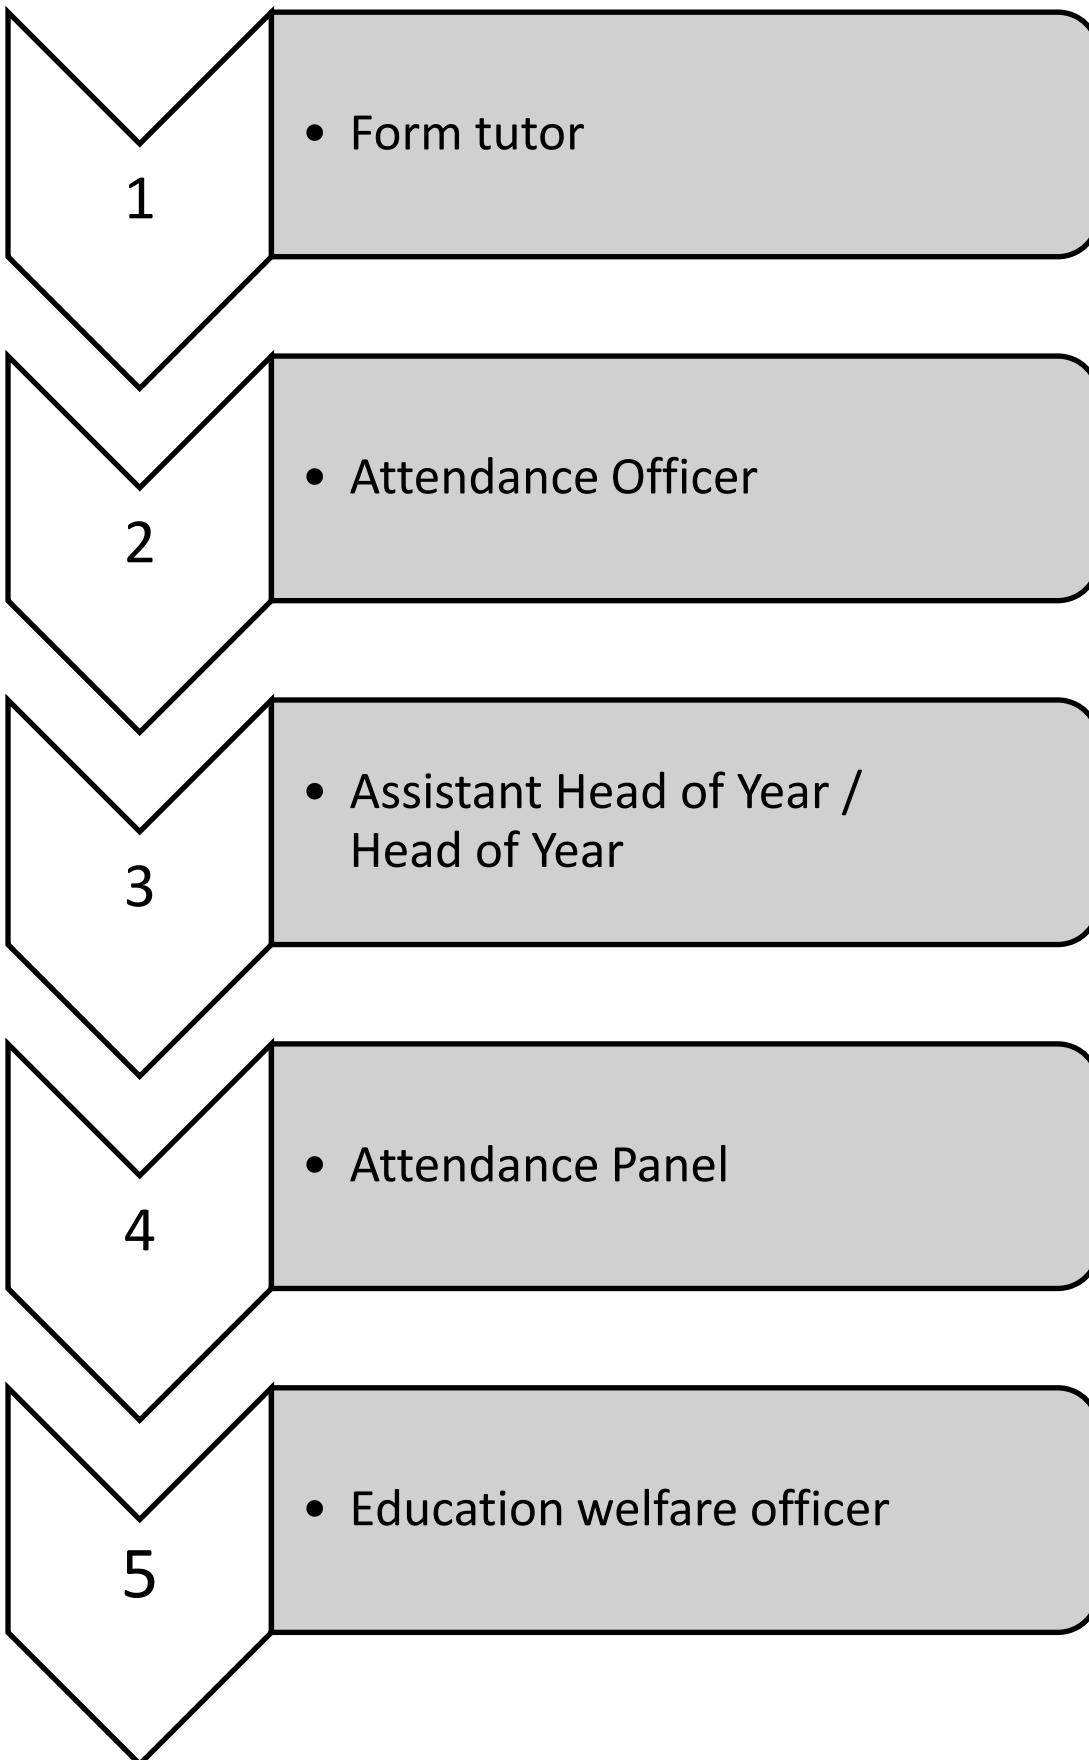 1
• Form tutor
2
• Attendance Officer
3
• Assistant Head of Year /
Head of Year
4
• Attendance Panel
5
• Education welfare officer